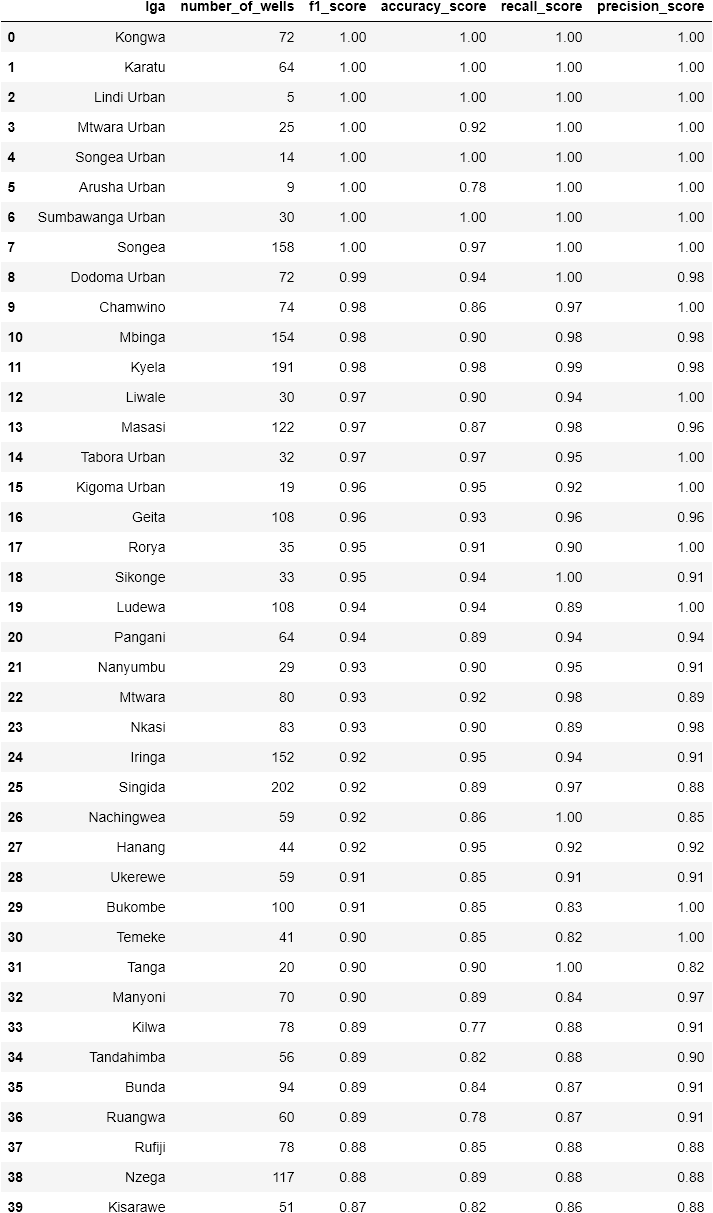 lga number_of_wells f1_score accuracy_score recall_score precision_score
0 Kongwa 72 1.00 1.00 1.00 1.00
1 Karatu 64 1.00 1.00 1.00 1.00
2 Lindi Urban 5 1.00 1.00 1.00 1.00
3 Mtwara Urban 25 1.00 0.92 1.00 1.00
4 Songea Urban 14 1.00 1.00 1.00 1.00
5 Arusha Urban 9 1.00 0.78 1.00 1.00
6 Sumbawanga Urban 30 1.00 1.00 1.00 1.00
7 Songea 158 1.00 0.97 1.00 1.00
8 Dodoma Urban 72 0.99 0.94 1.00 0.98
9 Chamwino 74 0.98 0.86 0.97 1.00
10 Mbinga 154 0.98 0.90 0.98 0.98
11 Kyela 191 0.98 0.98 0.99 0.98
12 Liwale 30 0.97 0.90 0.94 1.00
13 Masasi 122 0.97 0.87 0.98 0.96
14 Tabora Urban 32 0.97 0.97 0.95 1.00
15 Kigoma Urban 19 0.96 0.95 0.92 1.00
16 Geita 108 0.96 0.93 0.96 0.96
17 Rorya 35 0.95 0.91 0.90 1.00
18 Sikonge 33 0.95 0.94 1.00 0.91
19 Ludewa 108 0.94 0.94 0.89 1.00
20 Pangani 64 0.94 0.89 0.94 0.94
21 Nanyumbu 29 0.93 0.90 0.95 0.91
22 Mtwara 80 0.93 0.92 0.98 0.89
23 Nkasi 83 0.93 0.90 0.89 0.98
24 Iringa 152 0.92 0.95 0.94 0.91
25 Singida 202 0.92 0.89 0.97 0.88
26 Nachingwea 59 0.92 0.86 1.00 0.85
27 Hanang 44 0.92 0.95 0.92 0.92
28 Ukerewe 59 0.91 0.85 0.91 0.91
29 Bukombe 100 0.91 0.85 0.83 1.00
30 Temeke 41 0.90 0.85 0.82 1.00
31 Tanga 20 0.90 0.90 1.00 0.82
32 Manyoni 70 0.90 0.89 0.84 0.97
33 Kilwa 78 0.89 0.77 0.88 0.91
34 Tandahimba 56 0.89 0.82 0.88 0.90
35 Bunda 94 0.89 0.84 0.87 0.91
36 Ruangwa 60 0.89 0.78 0.87 0.91
37 Rufiji 78 0.88 0.85 0.88 0.88
38 Nzega 117 0.88 0.89 0.88 0.88
39 Kisarawe 51 0.87 0.82 0.86 0.88